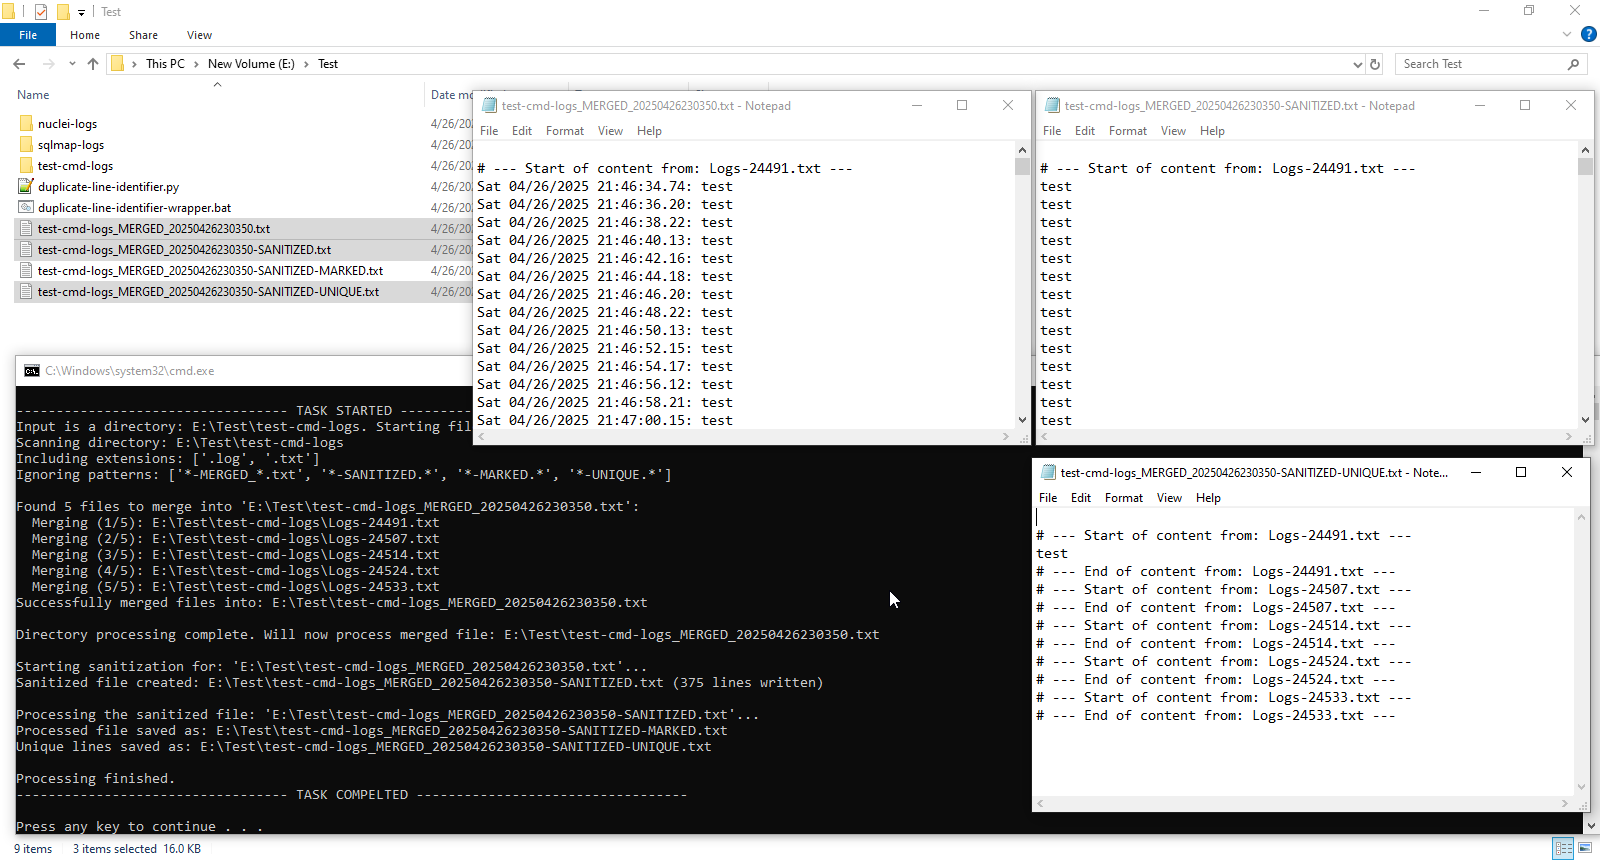 Test
File Home Share View
This PC > New Volume (E:) > Test
Search Test
Name
Date mo
nuclei-logs 4/26/20
sqlmap-logs 4/26/20
test-cmd-logs 4/26/20
duplicate-line-identifier.py 4/26/20
duplicate-line-identifier-wrapper.bat 4/26/20
test-cmd-logs_MERGED_20250426230350.txt 4/26/20
test-cmd-logs_MERGED_20250426230350-SANITIZED.txt 4/26/20
test-cmd-logs_MERGED_20250426230350-SANITIZED-MARKED.txt 4/26/20
test-cmd-logs_MERGED_20250426230350-SANITIZED-UNIQUE.txt 4/26/20
test-cmd-logs_MERGED_20250426230350.txt - Notepad
File Edit Format View Help
# --- Start of content from: Logs-24491.txt ---
Sat 04/26/2025 21:46:34.74: test
Sat 04/26/2025 21:46:36.20: test
Sat 04/26/2025 21:46:38.22: test
Sat 04/26/2025 21:46:40.13: test
Sat 04/26/2025 21:46:42.16: test
Sat 04/26/2025 21:46:44.18: test
Sat 04/26/2025 21:46:46.20: test
Sat 04/26/2025 21:46:48.22: test
Sat 04/26/2025 21:46:50.13: test
Sat 04/26/2025 21:46:52.15: test
Sat 04/26/2025 21:46:54.17: test
Sat 04/26/2025 21:46:56.12: test
Sat 04/26/2025 21:46:58.21: test
Sat 04/26/2025 21:47:00.15: test
test-cmd-logs_MERGED_20250426230350-SANITIZED.txt - Notepad
File Edit Format View Help
# --- Start of content from: Logs-24491.txt ---
test
test
test
test
test
test
test
test
test
test
test
test
test
test
C:\Windows\system32\cmd.exe
---------------------------------- TASK STARTED ---------
Input is a directory: E:\Test\test-cmd-logs. Starting fil
Scanning directory: E:\Test\test-cmd-logs
Including extensions: ['.log', '.txt']
Ignoring patterns: ['*-MERGED_*.txt', '*-SANITIZED.*', '*-MARKED.*', '*-UNIQUE.*']
Found 5 files to merge into 'E:\Test\test-cmd-logs_MERGED_20250426230350.txt':
Merging (1/5): E:\Test\test-cmd-logs\Logs-24491.txt
Merging (2/5): E:\Test\test-cmd-logs\Logs-24507.txt
Merging (3/5): E:\Test\test-cmd-logs\Logs-24514.txt
Merging (4/5): E:\Test\test-cmd-logs\Logs-24524.txt
Merging (5/5): E:\Test\test-cmd-logs\Logs-24533.txt
Successfully merged files into: E:\Test\test-cmd-logs_MERGED_20250426230350.txt
Directory processing complete. Will now process merged file: E:\Test\test-cmd-logs_MERGED_20250426230350.txt
Starting sanitization for: 'E:\Test\test-cmd-logs_MERGED_20250426230350.txt'...
Sanitized file created: E:\Test\test-cmd-logs_MERGED_20250426230350-SANITIZED.txt (375 lines written)
Processing the sanitized file: 'E:\Test\test-cmd-logs_MERGED_20250426230350-SANITIZED.txt'...
Processed file saved as: E:\Test\test-cmd-logs_MERGED_20250426230350-SANITIZED-MARKED.txt
Unique lines saved as: E:\Test\test-cmd-logs_MERGED_20250426230350-SANITIZED-UNIQUE.txt
Processing finished.
---------------------------------- TASK COMPELTED ----------------------------------
Press any key to continue . . .
test-cmd-logs_MERGED_20250426230350-SANITIZED-UNIQUE.txt - Note...
File Edit Format View Help
# --- Start of content from: Logs-24491.txt ---
test
# --- End of content from: Logs-24491.txt ---
# --- Start of content from: Logs-24507.txt ---
# --- End of content from: Logs-24507.txt ---
# --- Start of content from: Logs-24514.txt ---
# --- End of content from: Logs-24514.txt ---
# --- Start of content from: Logs-24524.txt ---
# --- End of content from: Logs-24524.txt ---
# --- Start of content from: Logs-24533.txt ---
# --- End of content from: Logs-24533.txt ---
9 items 3 items selected 16.0 KB